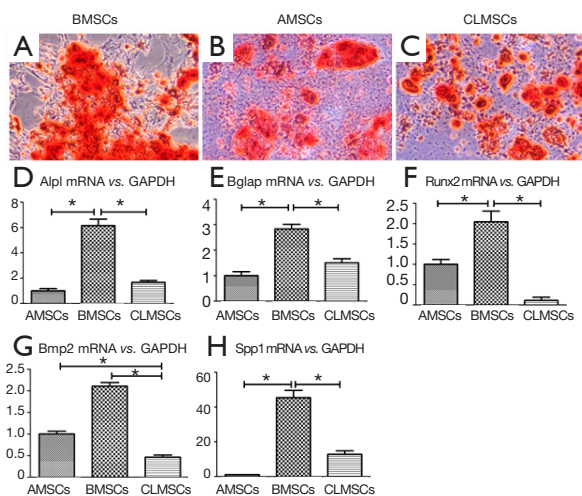 BMSCs AMSCs CLMSCs
A B C
D Alpl mRNA vs. GAPDH
8
6
4
2
0
* *
AMSCs BMSCs CLMSCs
E Bglap mRNA vs. GAPDH
4
3
2
1
0
* *
AMSCs BMSCs CLMSCs
F Runx2 mRNA vs. GAPDH
2.5
2.0
1.5
1.0
0.5
0.0
* *
AMSCs BMSCs CLMSCs
G Bmp2 mRNA vs. GAPDH
2.5
2.0
1.5
1.0
0.5
0.0
* *
AMSCs BMSCs CLMSCs
H Spp1 mRNA vs. GAPDH
60
40
20
0
* *
AMSCs BMSCs CLMSCs